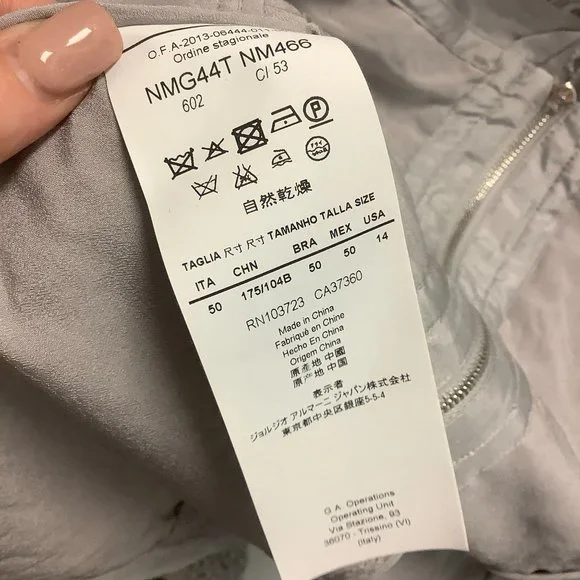 O.F.A-2013-06444-01-
Ordine stagionale
NMG44T NM466
602 C/ 53
P
自然乾燥
TAGLIA 尺寸 尺寸 TAMANHO TALLA SIZE
ITA CHN BRA MEX USA
50 175/104B 50 50 14
RN103723 CA37360
Made in China
Fabriqué en Chine
Hecho En China
Origem China
原産地 中國
原产地 中国
表示者
ジョルジオ アルマーニ ジャパン株式会社
東京都中央区銀座5-5-4
G.A. Operations
Operating Unit
Via Stazione, 93
36070 - Trissino (VI)
(Italy)